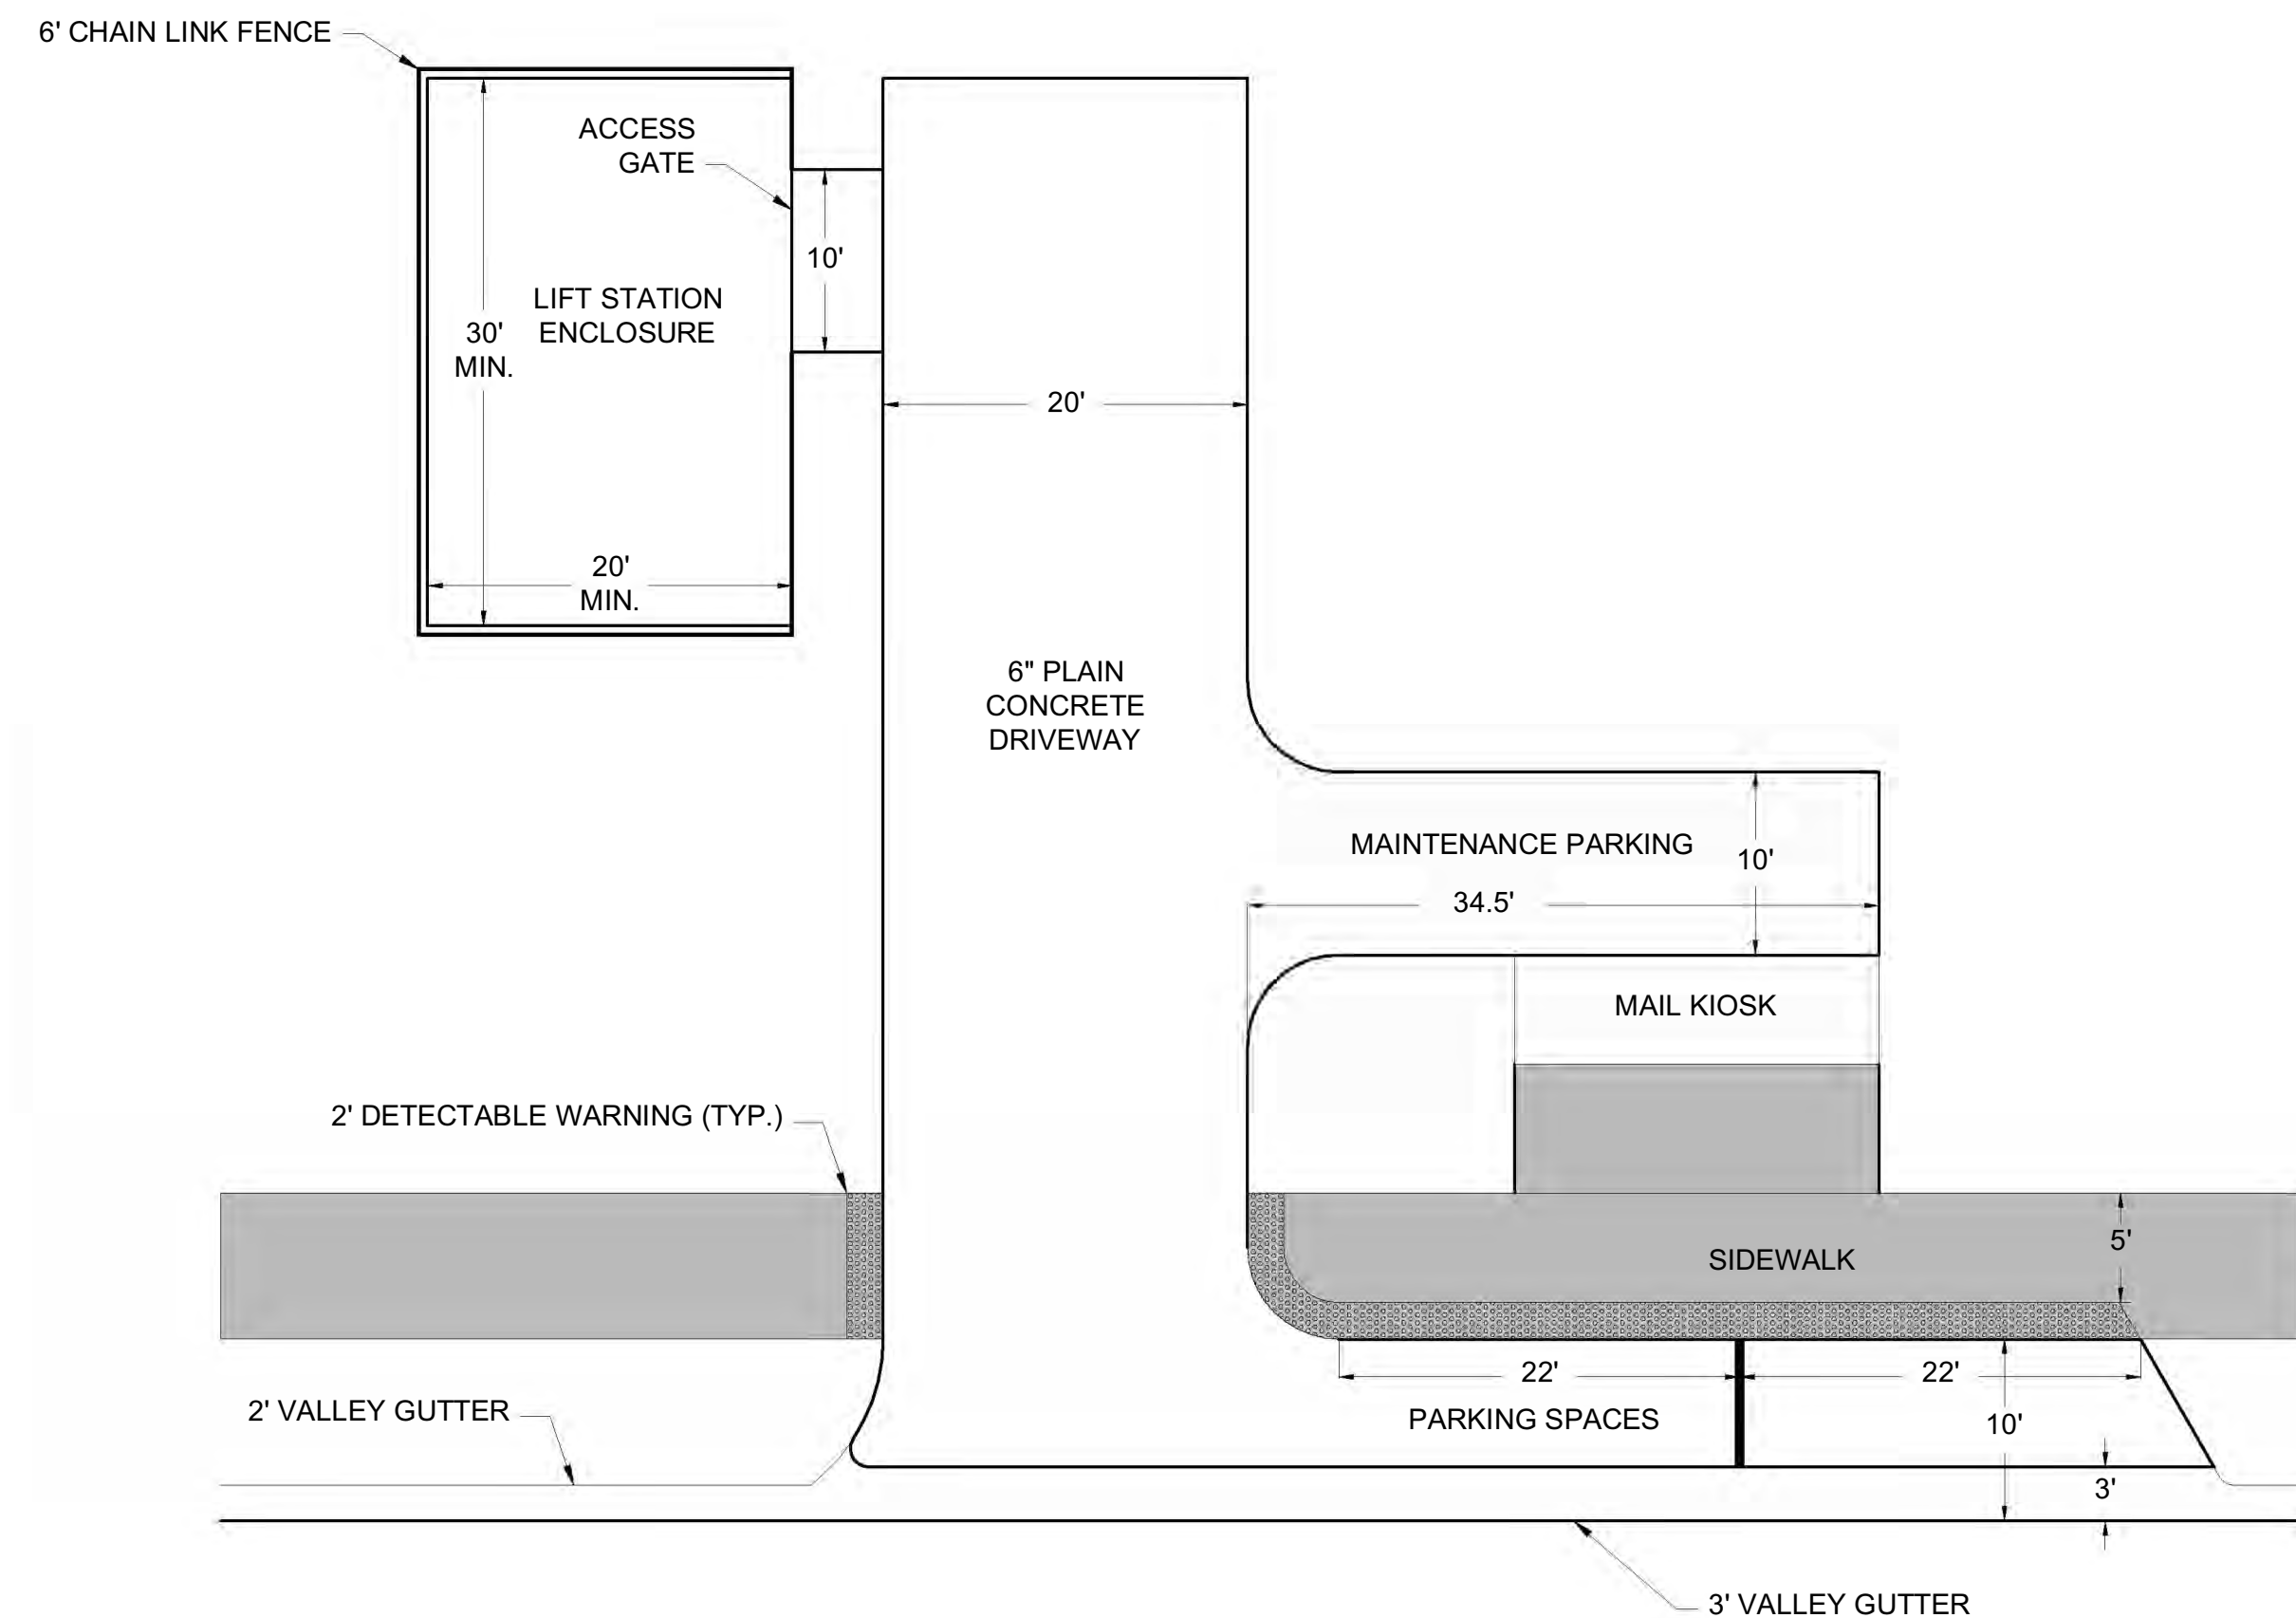 6' CHAIN LINK FENCE
ACCESS
GATE
10'
LIFT STATION
ENCLOSURE
30'
MIN.
20'
20'
MIN.
6" PLAIN
CONCRETE
DRIVEWAY
MAINTENANCE PARKING
10'
34.5'
MAIL KIOSK
2' DETECTABLE WARNING (TYP.)
5'
SIDEWALK
22'
22'
2' VALLEY GUTTER
PARKING SPACES
10'
3'
3' VALLEY GUTTER